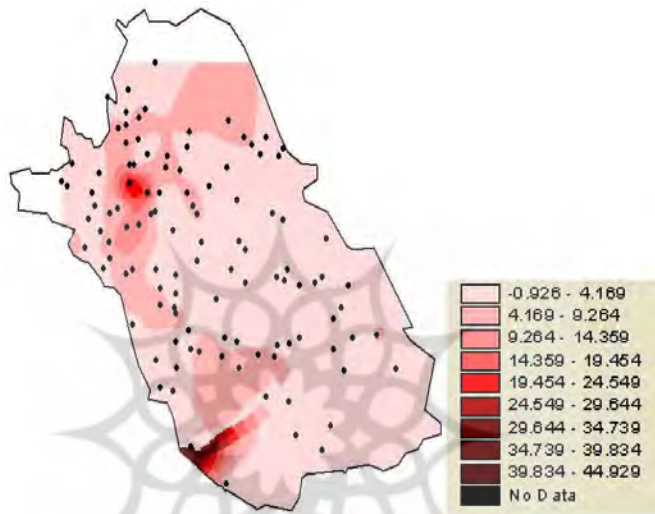 -0.926 - 4.169
4.169 - 9.264
9.264 - 14.359
14.359 - 19.454
19.454 - 24.549
24.549 - 29.644
29.644 - 34.739
34.739 - 39.834
39.834 - 44.929
No Data